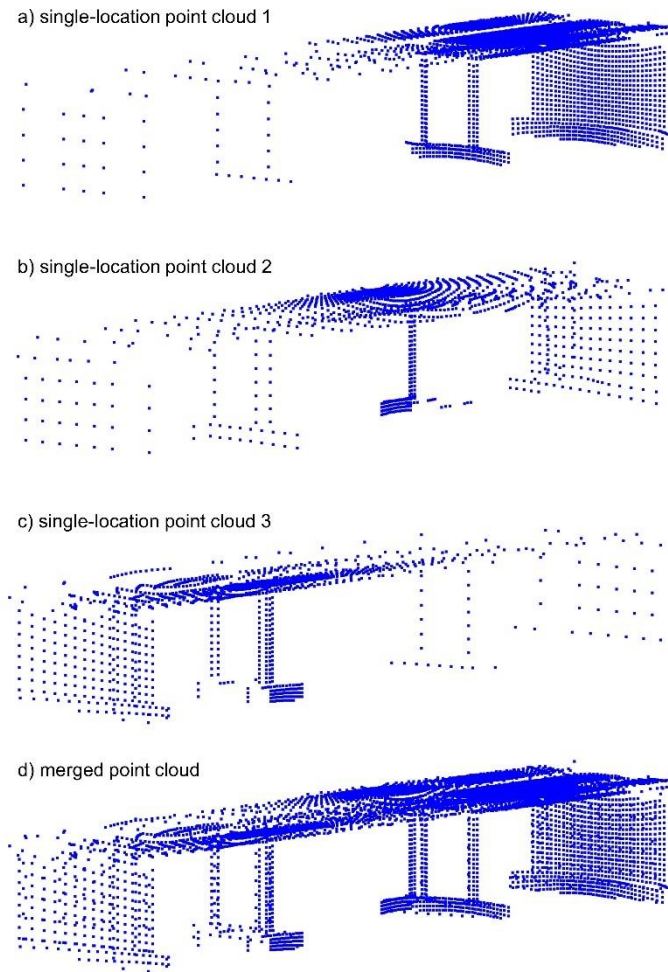 a) single-location point cloud 1
b) single-location point cloud 2
c) single-location point cloud 3
d) merged point cloud